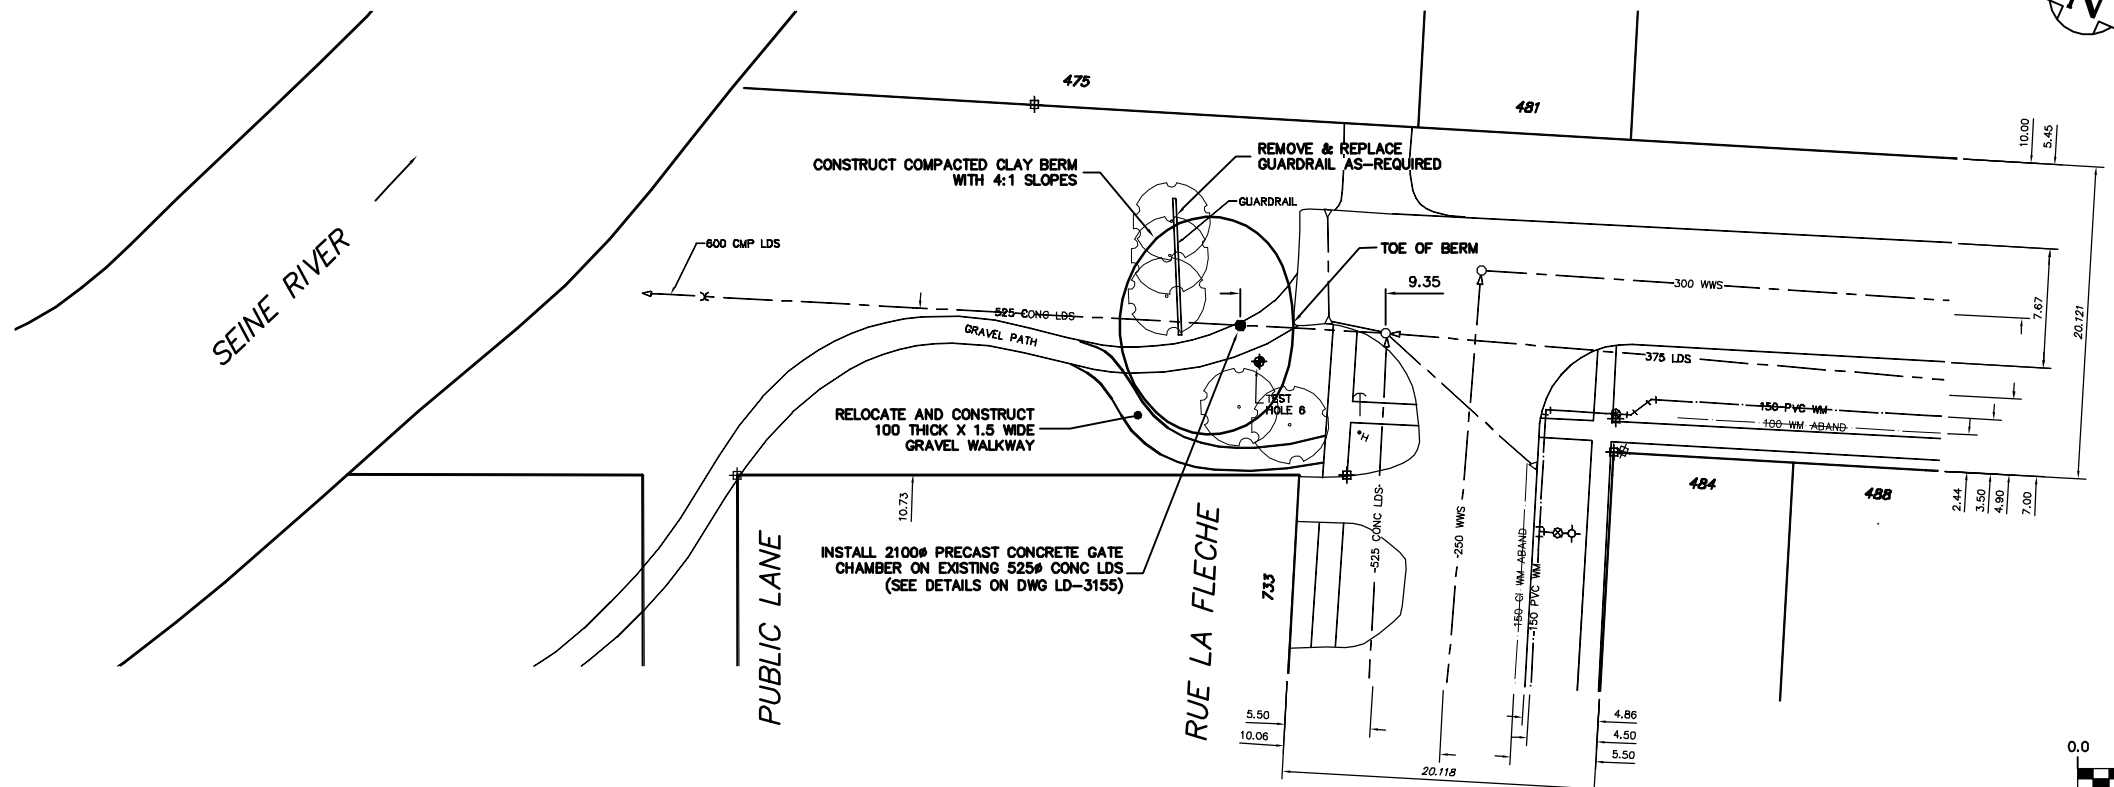 N
475
481
10.00
5.45
CONSTRUCT COMPACTED CLAY BERM
WITH 4:1 SLOPES
REMOVE & REPLACE
GUARDRAIL AS-REQUIRED
GUARDRAIL
600 CMP LDS
TOE OF BERM
SEINE RIVER
9.35
300 WWS
7.67
20.121
525 CONC LDS
GRAVEL PATH
375 LDS
RELOCATE AND CONSTRUCT
100 THICK X 1.5 WIDE
GRAVEL WALKWAY
TEST
HOLE 6
H
150 PVC WM
100 WM ABAND
484
488
2.44
3.50
4.90
7.00
10.73
525 CONC LDS
250 WWS
150 CI WM ABAND
150 PVC WM
INSTALL 2100ø PRECAST CONCRETE GATE
CHAMBER ON EXISTING 525ø CONC LDS
(SEE DETAILS ON DWG LD-3155)
PUBLIC LANE
RUE LA FLECHE
733
5.50
10.06
4.86
4.50
5.50
20.118
0.0